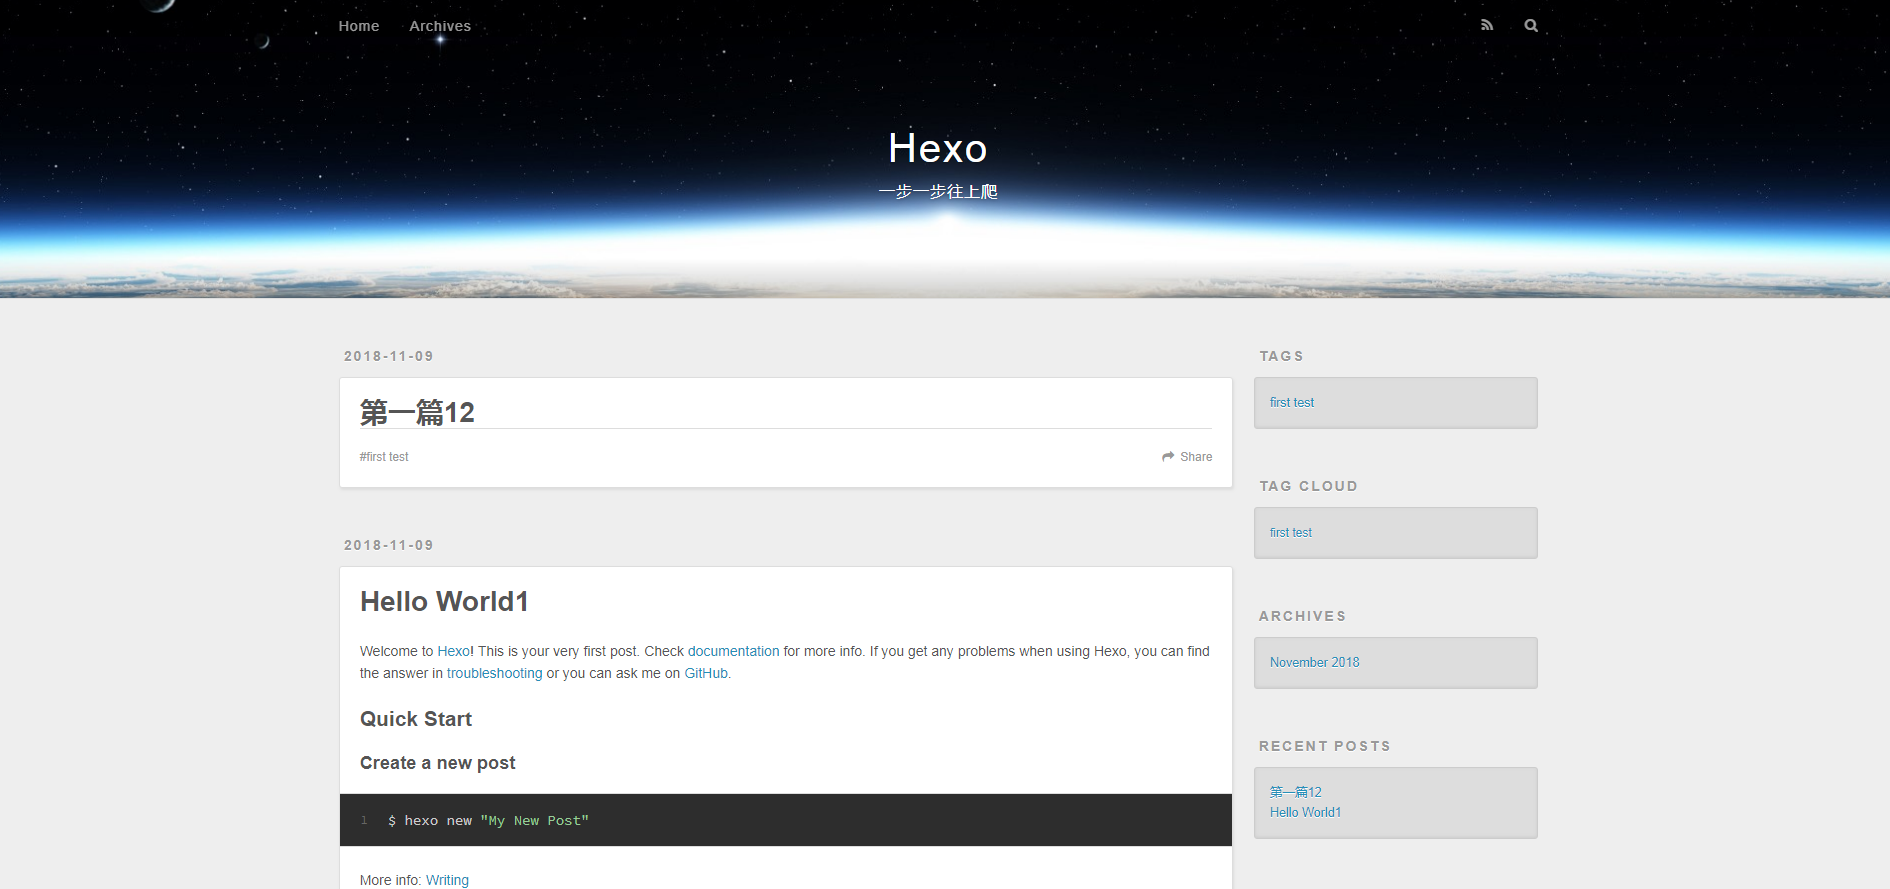 Home Archives
Hexo
一步一步往上爬
2018-11-09
第一篇12
#first test Share
2018-11-09
Hello World1
Welcome to Hexo! This is your very first post. Check documentation for more info. If you get any problems when using Hexo, you can find
the answer in troubleshooting or you can ask me on GitHub.
Quick Start
Create a new post
1 $ hexo new "My New Post"
More info: Writing
TAGS
first test
TAG CLOUD
first test
ARCHIVES
November 2018
RECENT POSTS
第一篇12
Hello World1